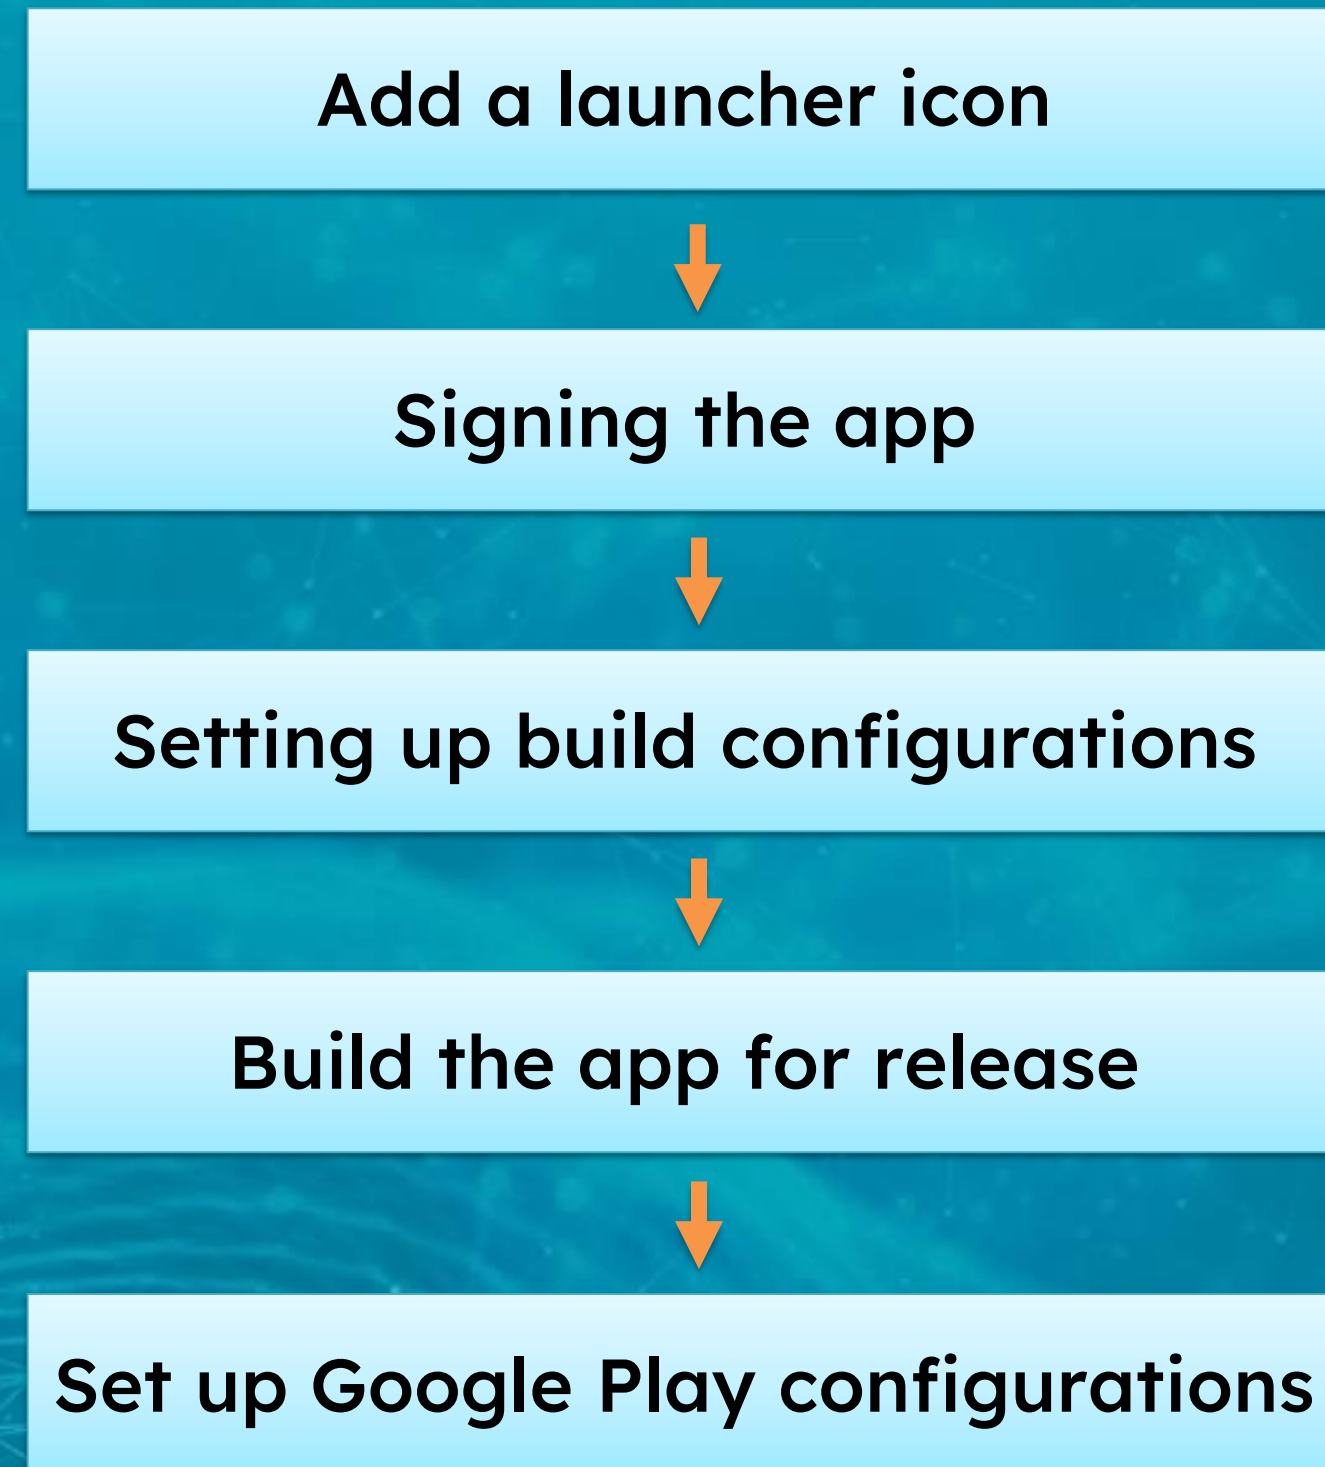 Add a launcher icon
Signing the app
Setting up build configurations
Build the app for release
Set up Google Play configurations